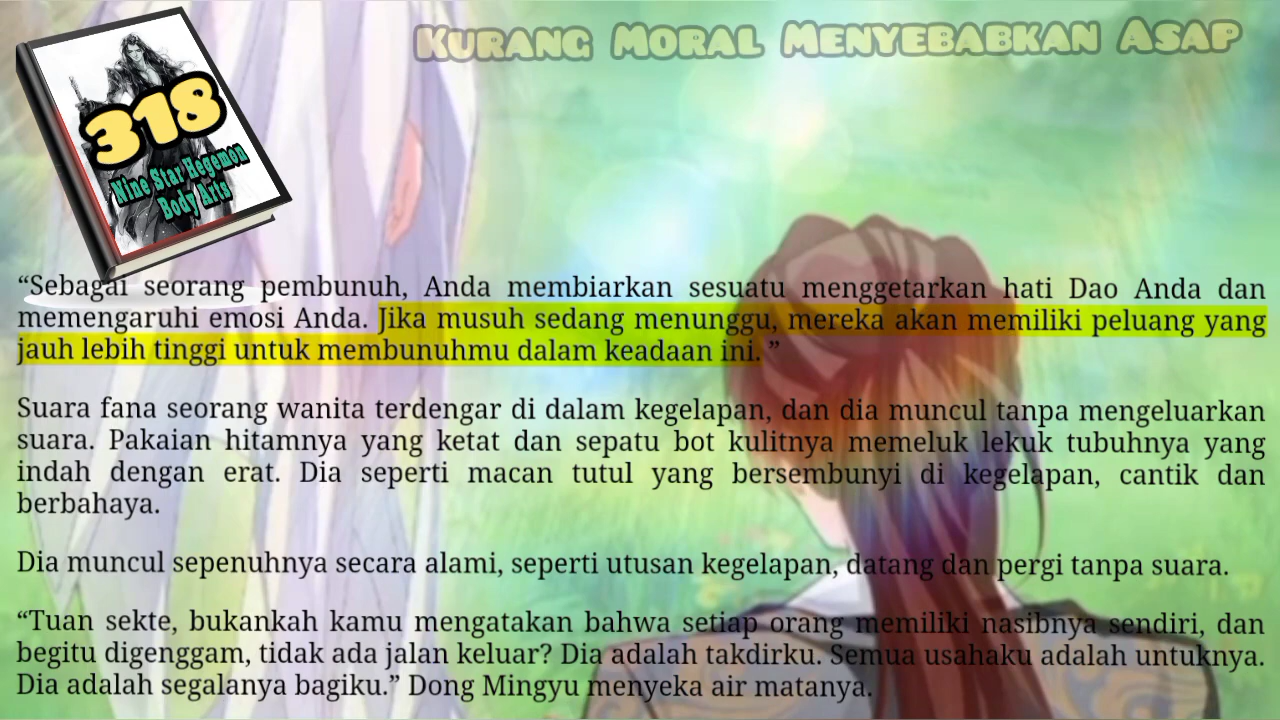 Kurang Moral Menyebabkan Asap
318
Nine Star Hegemon
Body Arts
“Sebagai seorang pembunuh, Anda membiarkan sesuatu menggetarkan hati Dao Anda dan
memengaruhi emosi Anda. Jika musuh sedang menunggu, mereka akan memiliki peluang yang
jauh lebih tinggi untuk membunuhmu dalam keadaan ini. ”
Suara fana seorang wanita terdengar di dalam kegelapan, dan dia muncul tanpa mengeluarkan
suara. Pakaian hitamnya yang ketat dan sepatu bot kulitnya memeluk lekuk tubuhnya yang
indah dengan erat. Dia seperti macan tutul yang bersembunyi di kegelapan, cantik dan
berbahaya.
Dia muncul sepenuhnya secara alami, seperti utusan kegelapan, datang dan pergi tanpa suara.
“Tuan sekte, bukankah kamu mengatakan bahwa setiap orang memiliki nasibnya sendiri, dan
begitu digenggam, tidak ada jalan keluar? Dia adalah takdirku. Semua usahaku adalah untuknya.
Dia adalah segalanya bagiku.” Dong Mingyu menyeka air matanya.